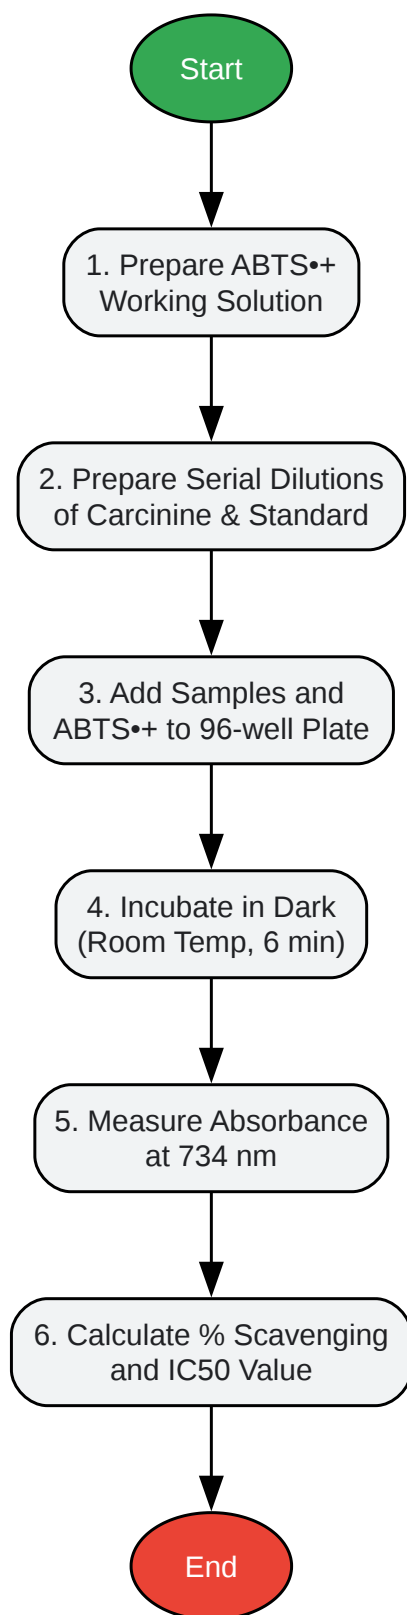 Start
1. Prepare ABTS•+
Working Solution
2. Prepare Serial Dilutions
of Carcinine & Standard
3. Add Samples and
ABTS•+ to 96-well Plate
4. Incubate in Dark
(Room Temp, 6 min)
5. Measure Absorbance
at 734 nm
6. Calculate % Scavenging
and IC50 Value
End